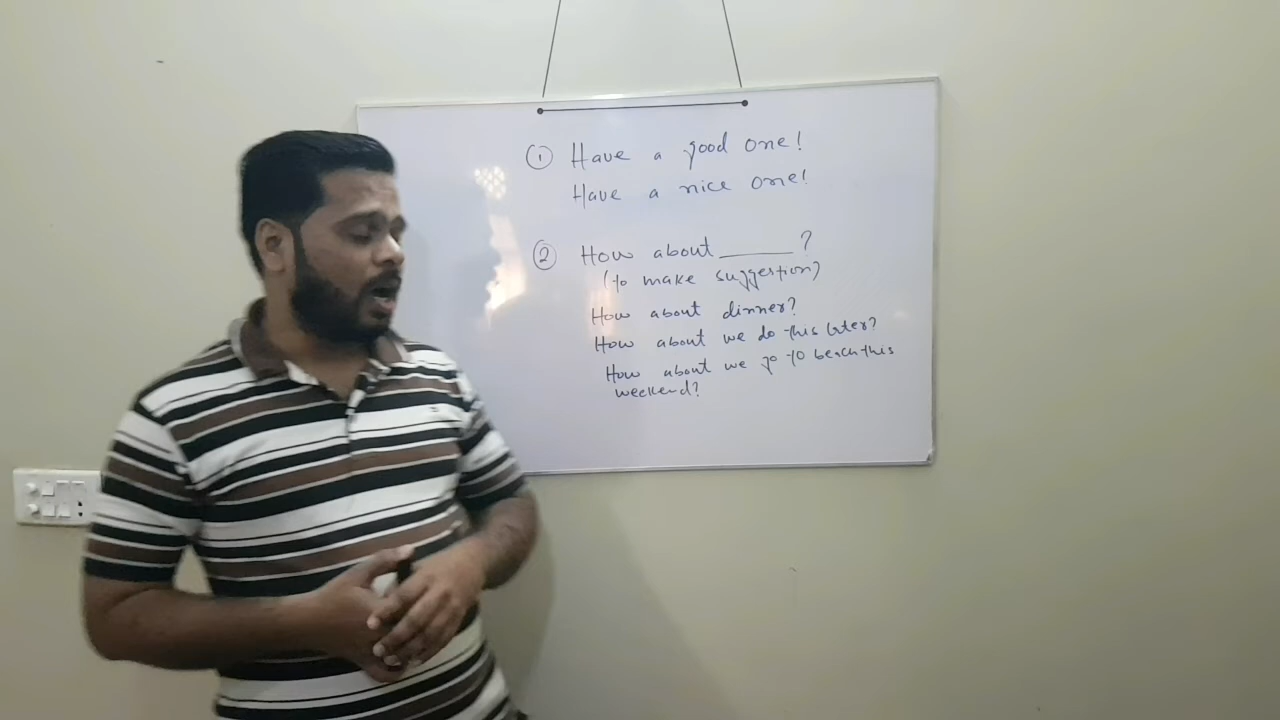 ① Have a good one!
Have a nice one!
② How about ______ ?
(to make suggestion)
How about dinner?
How about we do this later?
How about we go to beach this
weekend?